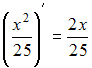 (x²/25)′ = 2x/25